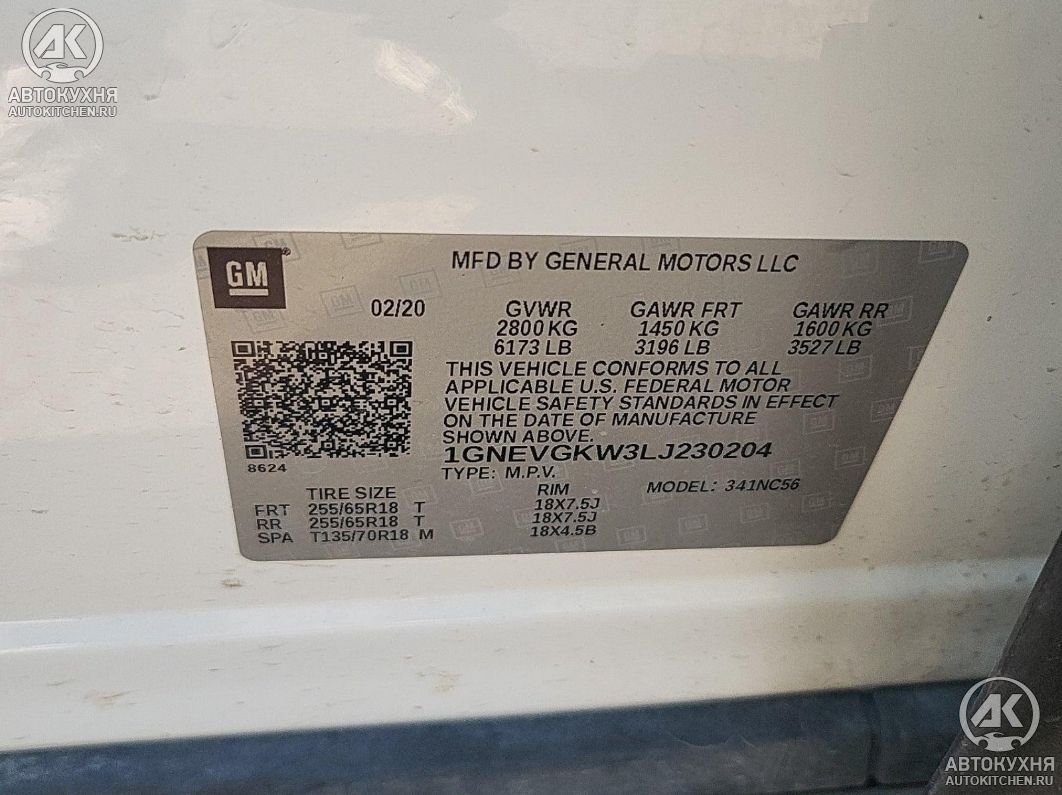 АК
АВТОКУХНЯ
AUTOKITCHEN.RU
GM
MFD BY GENERAL MOTORS LLC
02/20 GVWR GAWR FRT GAWR RR
2800 KG 1450 KG 1600 KG
6173 LB 3196 LB 3527 LB
THIS VEHICLE CONFORMS TO ALL
APPLICABLE U.S. FEDERAL MOTOR
VEHICLE SAFETY STANDARDS IN EFFECT
ON THE DATE OF MANUFACTURE
SHOWN ABOVE.
1GNEVGKW3LJ230204
8624
TYPE: M.P.V.
TIRE SIZE RIM MODEL: 341NC56
FRT 255/65R18 T 18X7.5J
RR 255/65R18 T 18X7.5J
SPA T135/70R18 M 18X4.5B
АК
АВТОКУХНЯ
AUTOKITCHEN.RU